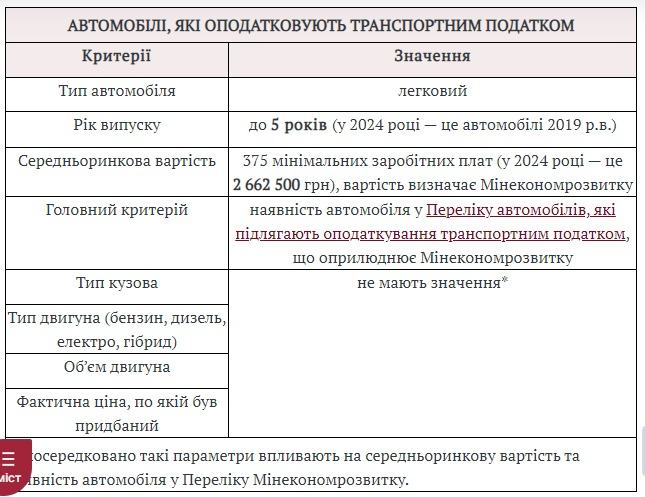 АВТОМОБІЛІ, ЯКІ ОПОДАТКОВУЮТЬ ТРАНСПОРТНИМ ПОДАТКОМ
Критерії
Значення
Тип автомобіля
легковий
Рік випуску
до 5 років (у 2024 році — це автомобілі 2019 р.в.)
Середньоринкова вартість
375 мінімальних заробітних плат (у 2024 році — це
2 662 500 грн), вартість визначає Мінекономрозвитку
Головний критерій
наявність автомобіля у Переліку автомобілів, які
підлягають оподаткування транспортним податком,
що оприлюднює Мінекономрозвитку
Тип кузова
не мають значення*
Тип двигуна (бензин, дизель,
електро, гібрид)
Об’єм двигуна
Фактична ціна, по якій був
придбаний
посередковано такі параметри впливають на середньоринкову вартість та
явність автомобіля у Переліку Мінекономрозвитку.
міст